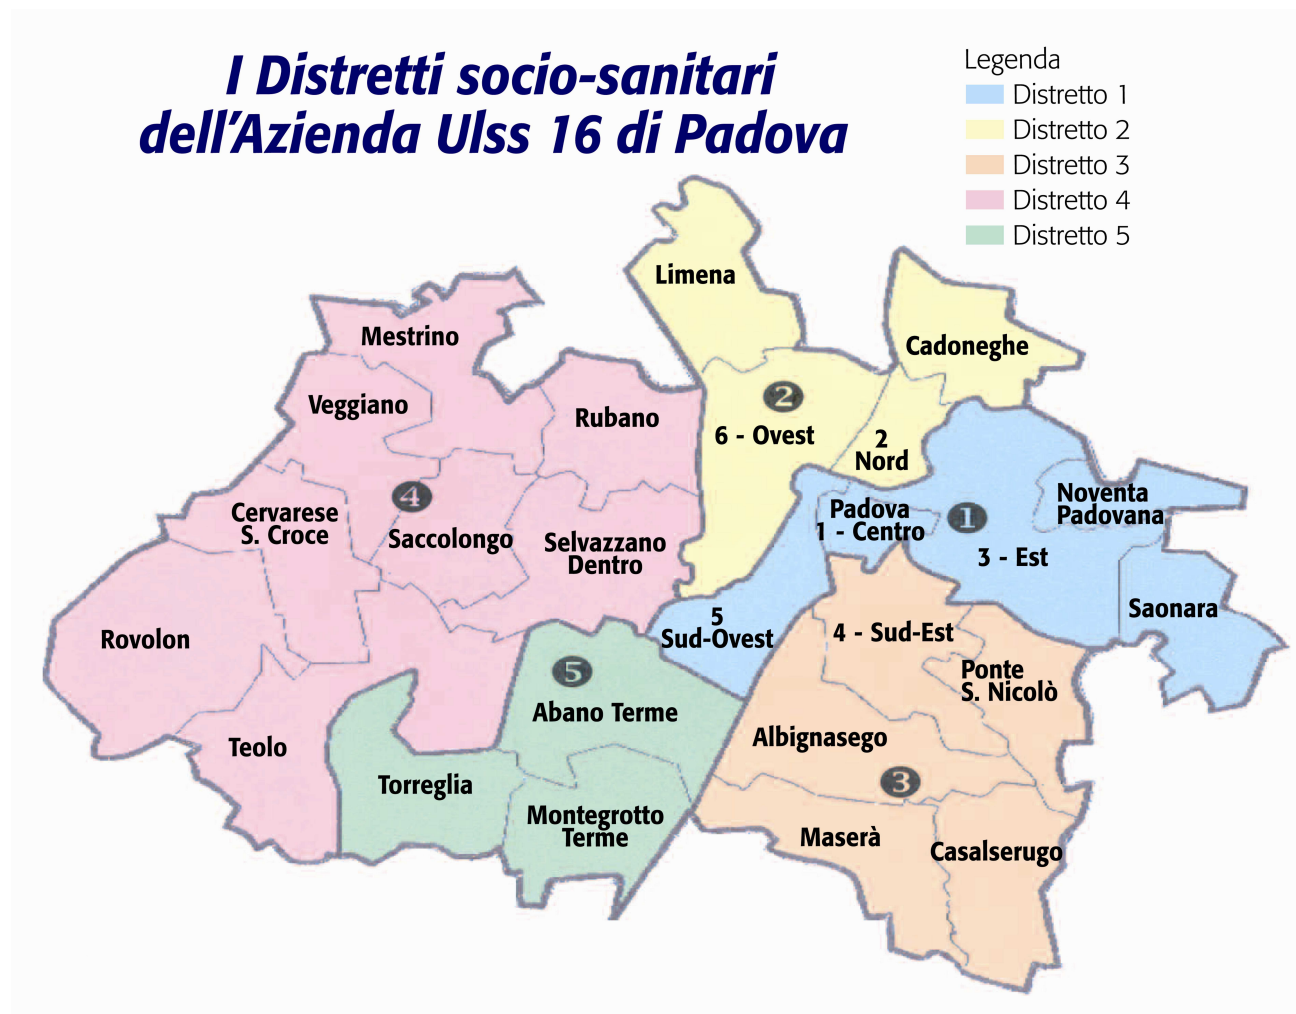 I Distretti socio-sanitari
dell'Azienda Ulss 16 di Padova
Legenda
Distretto 1
Distretto 2
Distretto 3
Distretto 4
Distretto 5
Limena
Cadoneghe
Mestrino
Veggiano
Rubano
2
6 - Ovest
2
Nord
4
Cervarese
S. Croce
Saccolongo
Selvazzano
Dentro
Padova
1 - Centro
1
Noventa
Padovana
3 - Est
Saonara
Rovolon
5
Sud-Ovest
4 - Sud-Est
Ponte
S. Nicolò
5
Abano Terme
Teolo
Torreglia
Montegrotto
Terme
Albignasego
3
Maserà
Casalserugo